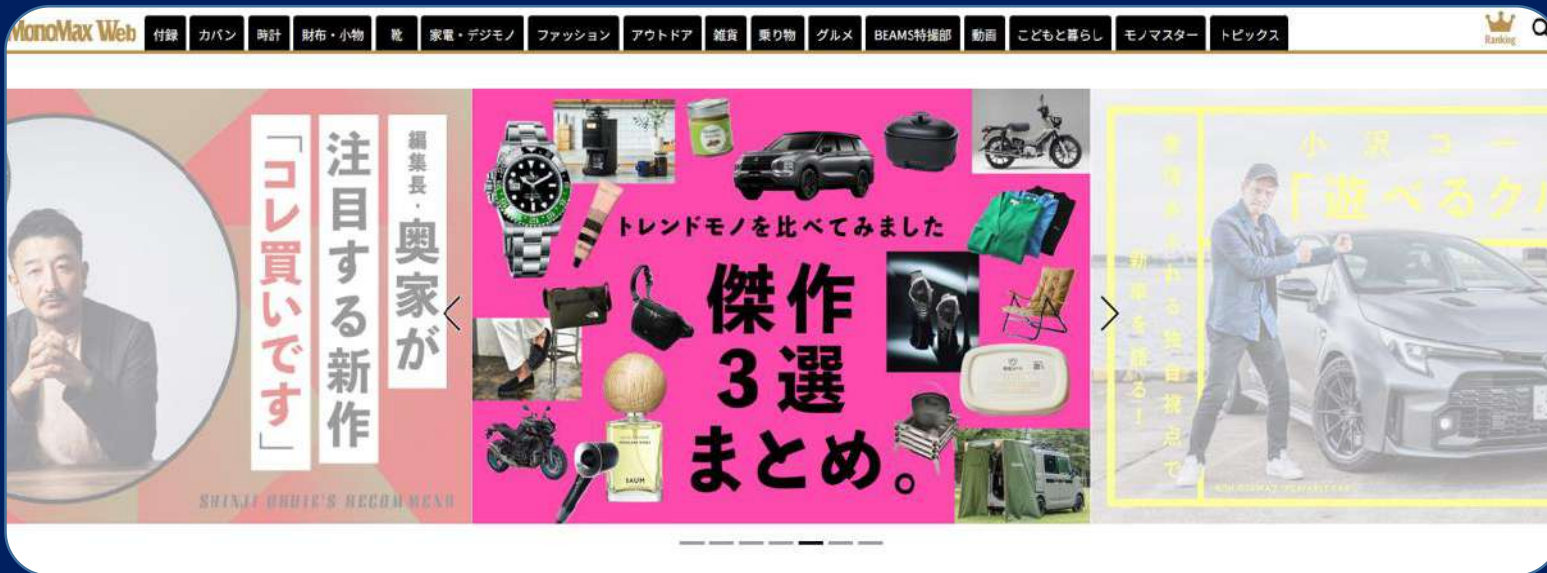 MonoMax Web
付録
カバン
時計
財布・小物
靴
家電・デジモノ
ファッション
アウトドア
雑貨
乗り物
グルメ
BEAMS特撮部
動画
こどもと暮らし
モノマスター
トピックス
Ranking
編集長・奥家が
注目する新作
「コレ買いです」
SHINJI OKUIE'S RECOMMEND
トレンドモノを比べてみました
傑作
3選
まとめ。
SAUM
小沢コー
「遊べるクル
視点で
新車を斬る!